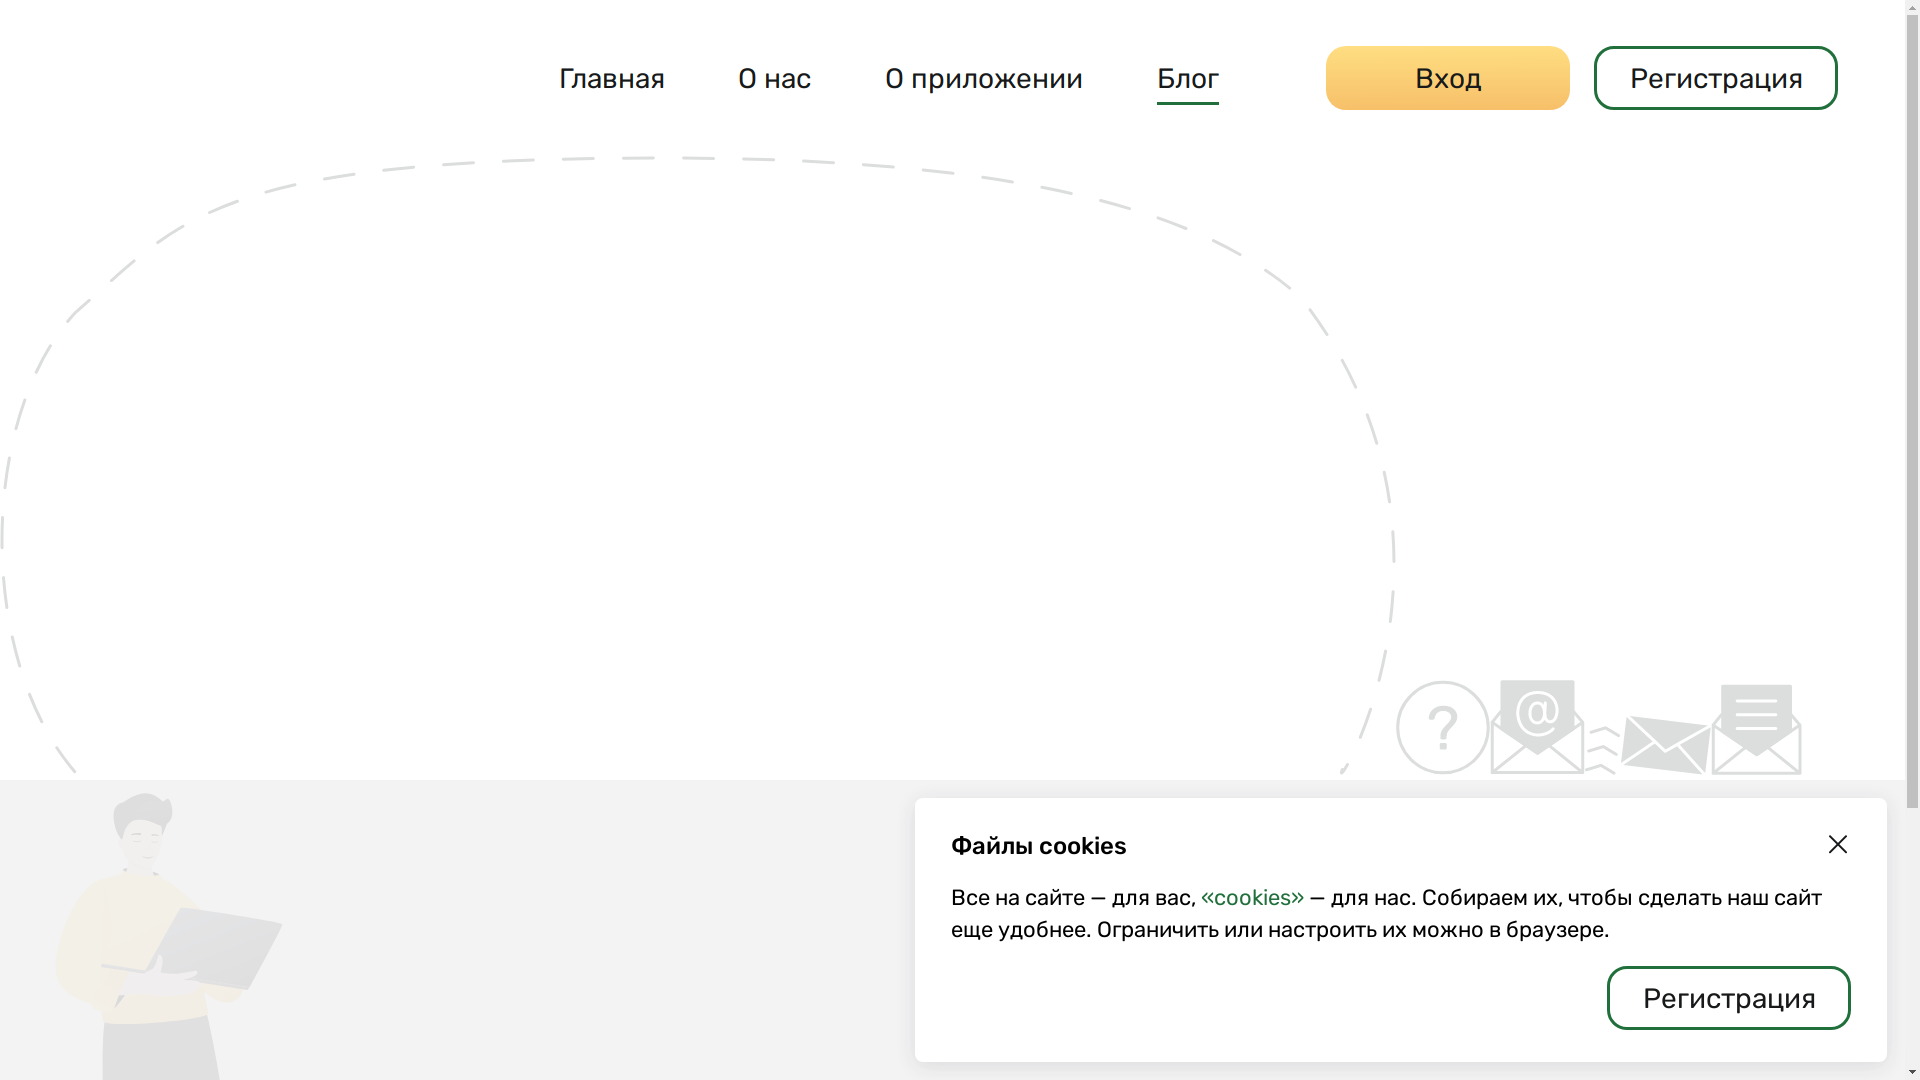 Главная О нас О приложении Блог Вход Регистрация
?
@
Файлы cookies
Все на сайте — для вас, «cookies» — для нас. Собираем их, чтобы сделать наш сайт
еще удобнее. Ограничить или настроить их можно в браузере.
Регистрация